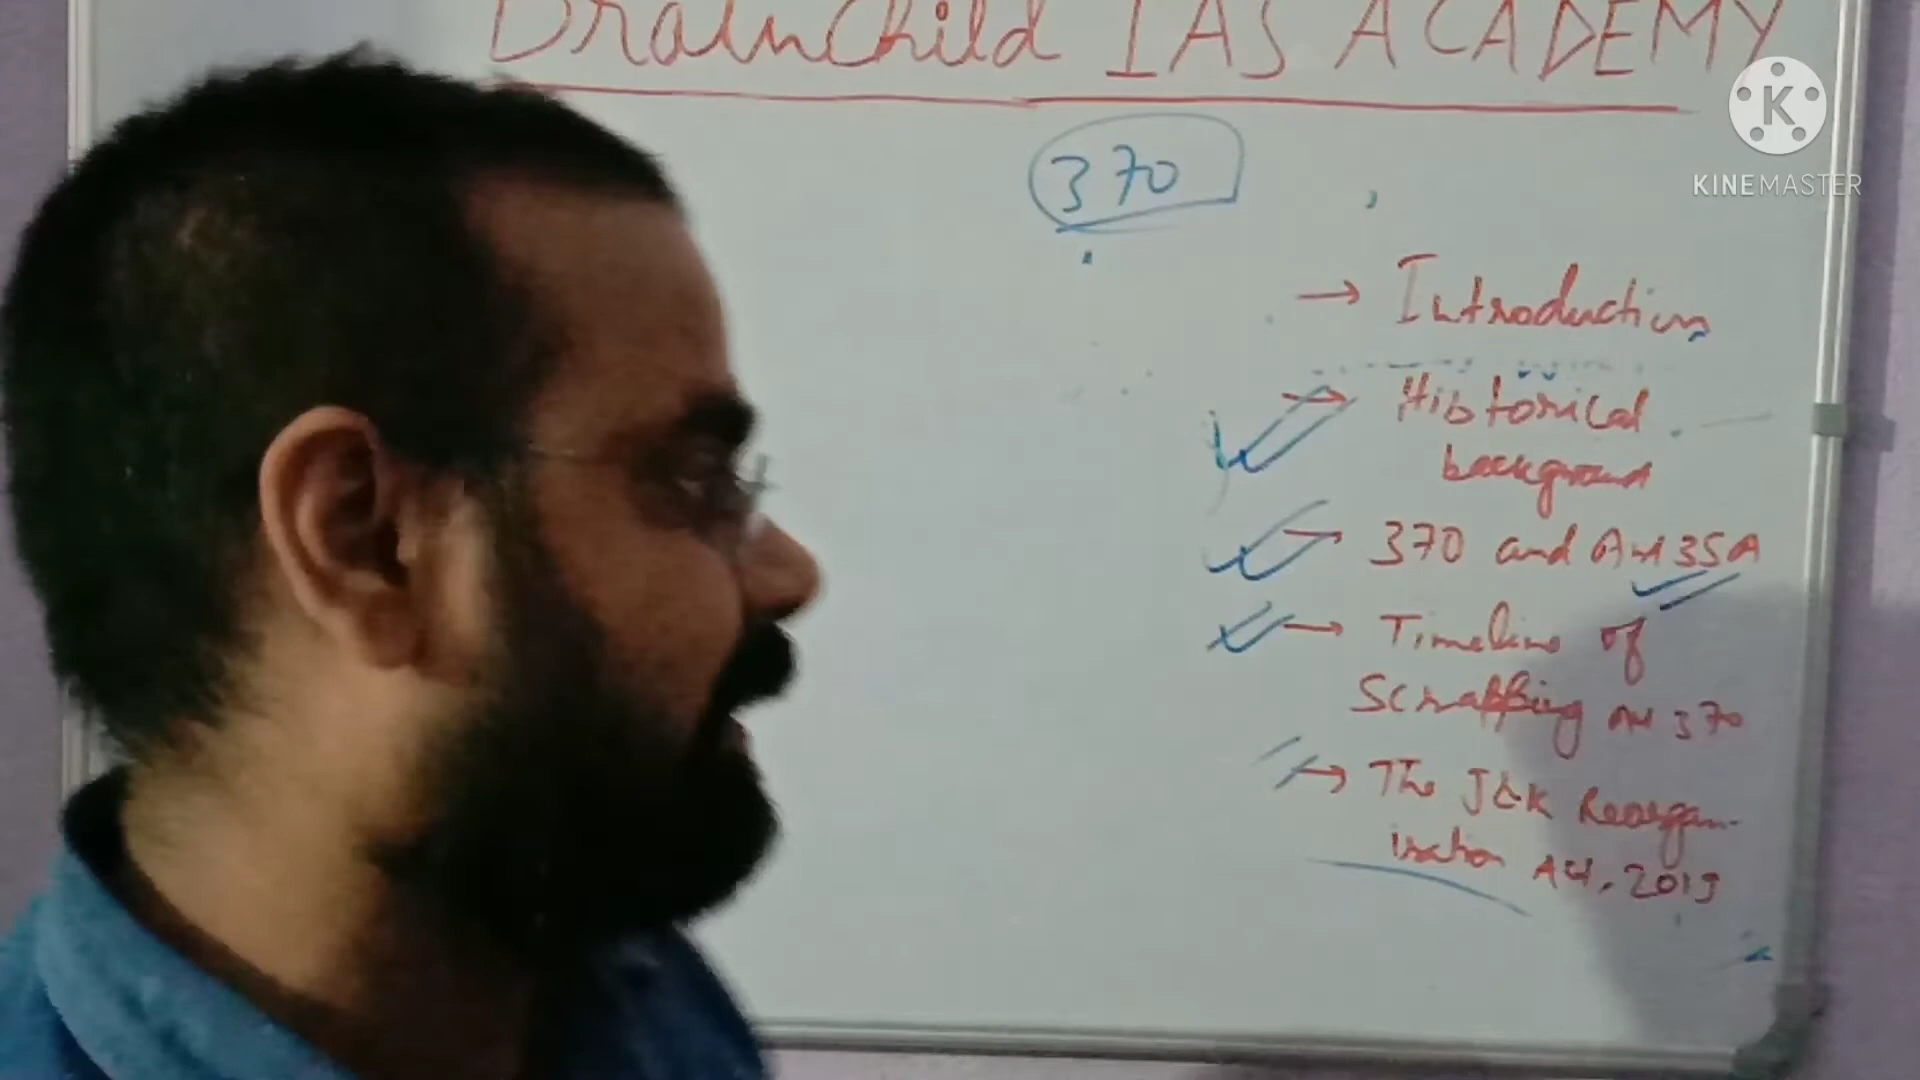 BrainChild IAS ACADEMY
K
KINEMASTER
370
→ Introduction
→ Historical
background
→ 370 and Art 35A
→ Timeline of
Scrapping Art 370
→ The J&K Reorgan-
isation Act, 2019